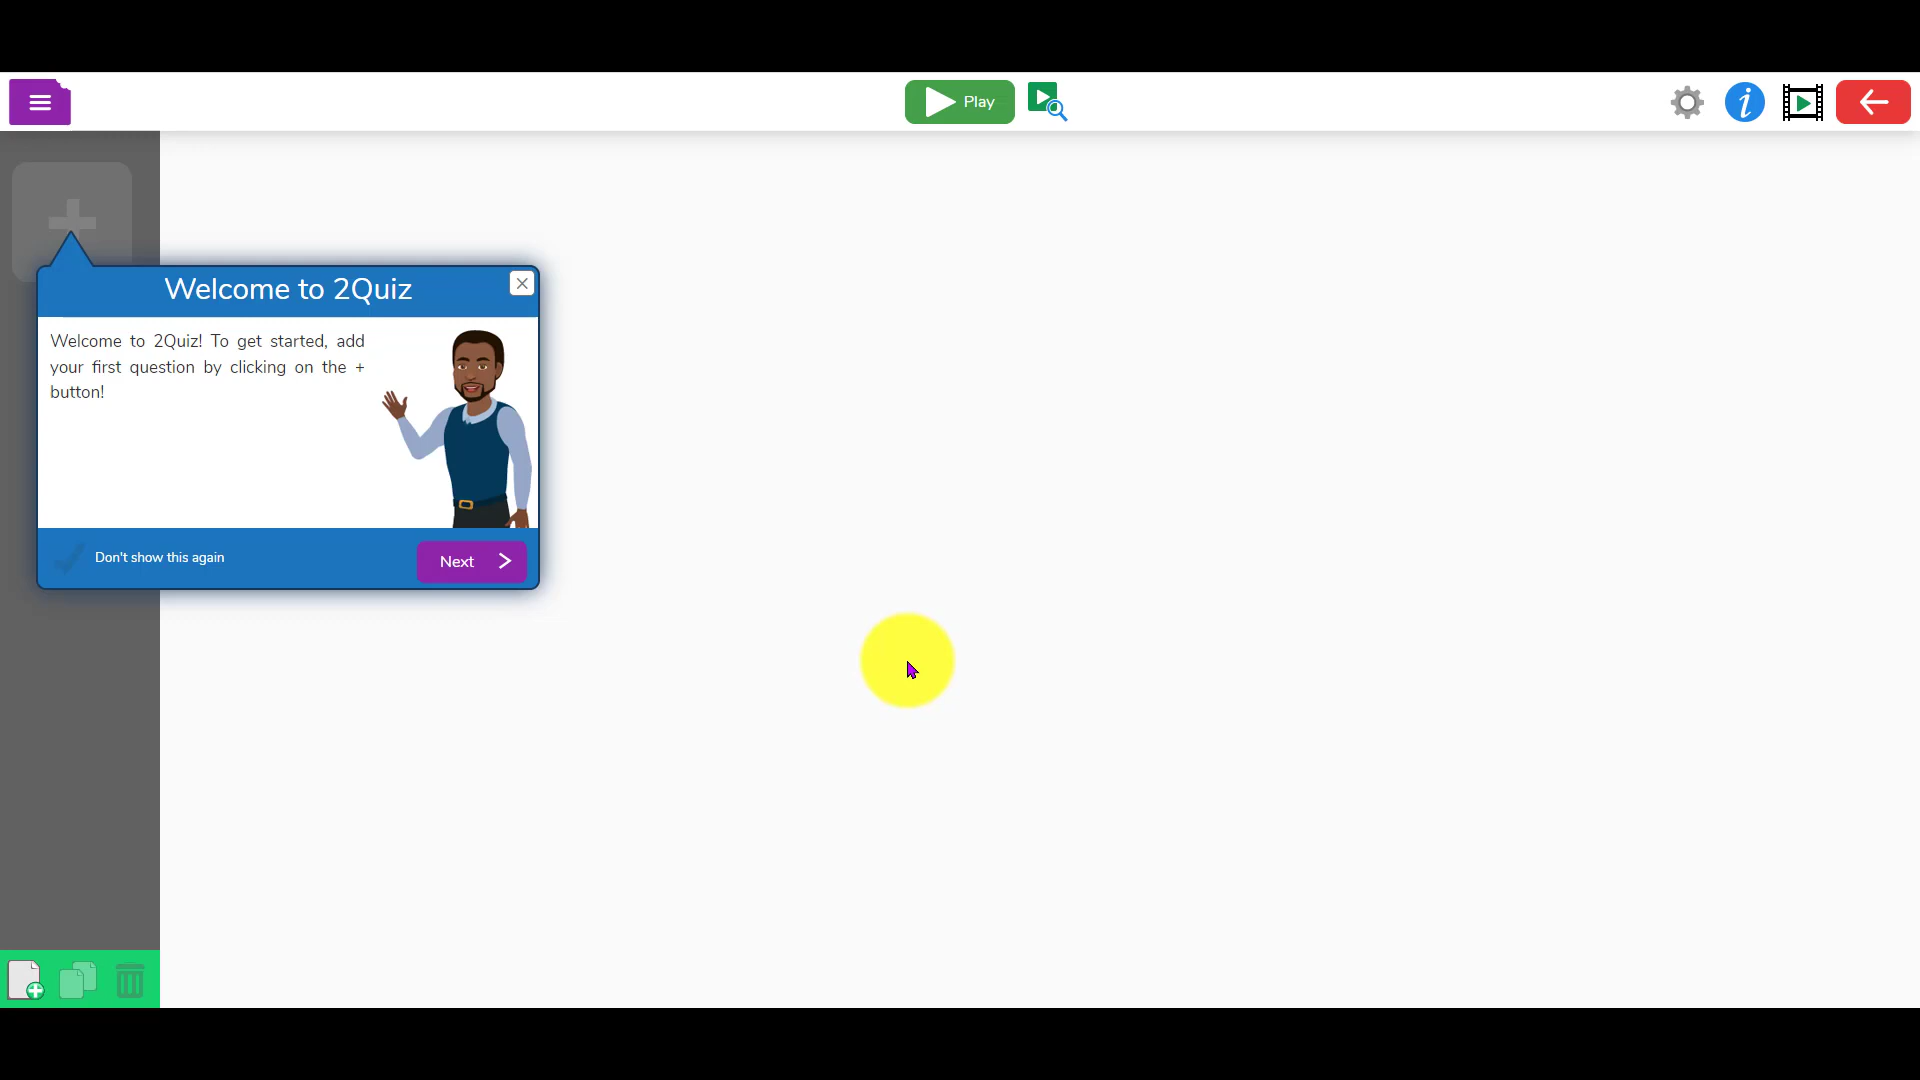 Play
Welcome to 2Quiz
Welcome to 2Quiz! To get started, add
your first question by clicking on the +
button!
Don't show this again
Next